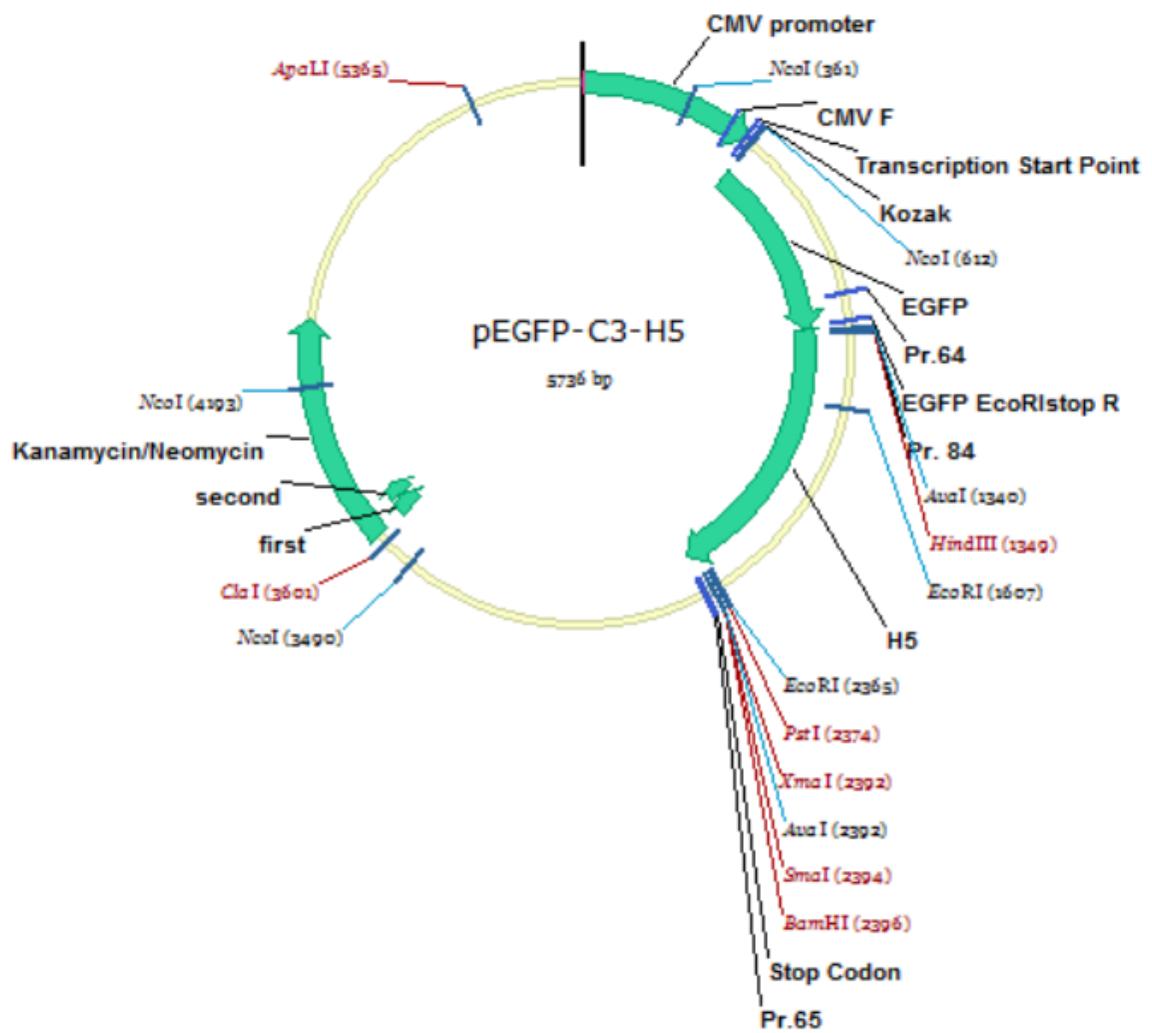 CMV promoter
ApaLI (5365)
NcoI (361)
CMV F
Transcription Start Point
Kozak
NcoI (612)
EGFP
pEGFP-C3-H5
Pr.64
5736 bp
NcoI (4193)
EGFP EcoRIstop R
Kanamycin/Neomycin
Pr. 84
second
AvaI (1340)
first
HindIII (1349)
ClaI (3601)
EcoRI (1607)
NcoI (3490)
H5
EcoRI (2365)
PstI (2374)
XmaI (2392)
AvaI (2392)
SmaI (2394)
BamHI (2396)
Stop Codon
Pr.65